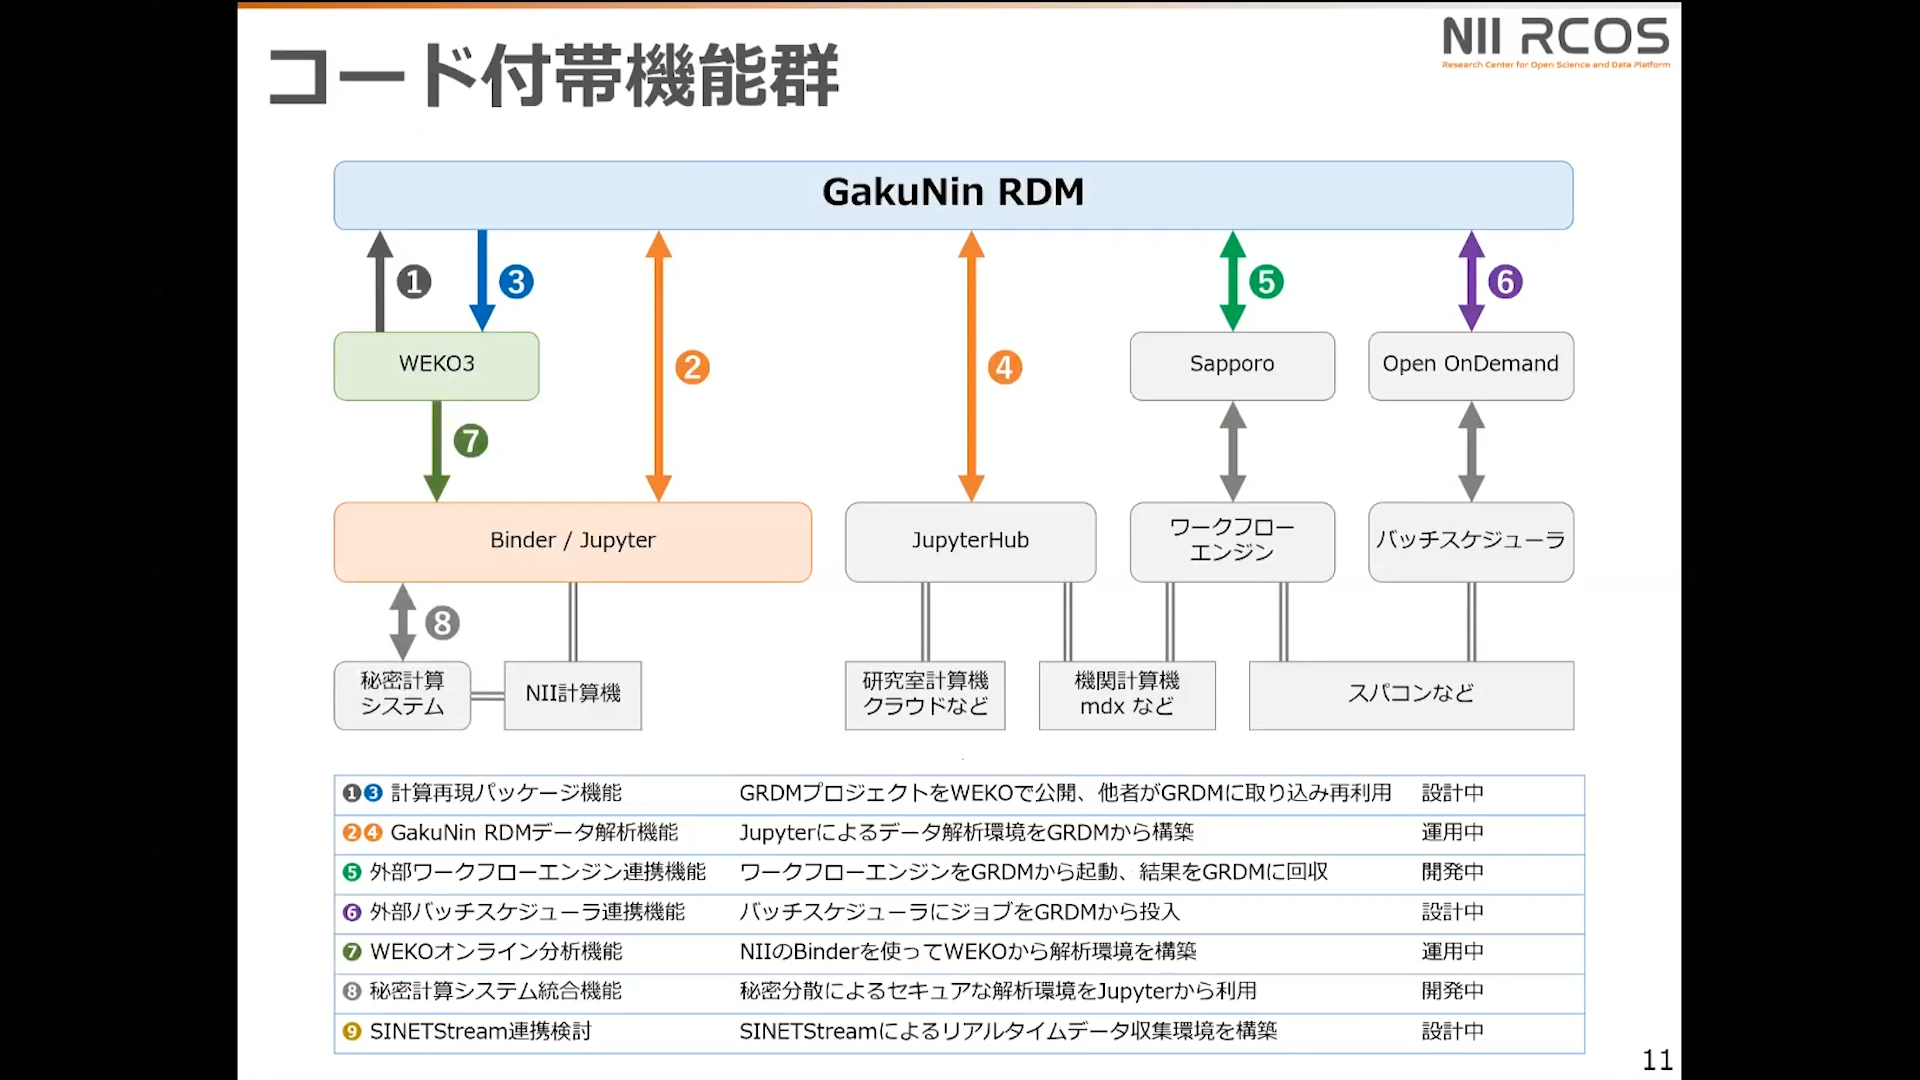 コード付帯機能群
NII RCOS
Research Center for Open Science and Data Platform
GakuNin RDM
❶
❸
❷
❹
❺
❻
WEKO3
Sapporo
Open OnDemand
❼
Binder / Jupyter
JupyterHub
ワークフロー
エンジン
バッチスケジューラ
❽
秘密計算
システム
NII計算機
研究室計算機
クラウドなど
機関計算機
mdx など
スパコンなど
❶❸ 計算再現パッケージ機能 GRDMプロジェクトをWEKOで公開、他者がGRDMに取り込み再利用 設計中
❷❹ GakuNin RDMデータ解析機能 Jupyterによるデータ解析環境をGRDMから構築 運用中
❺ 外部ワークフローエンジン連携機能 ワークフローエンジンをGRDMから起動、結果をGRDMに回収 開発中
❻ 外部バッチスケジューラ連携機能 バッチスケジューラにジョブをGRDMから投入 設計中
❼ WEKOオンライン分析機能 NIIのBinderを使ってWEKOから解析環境を構築 運用中
❽ 秘密計算システム統合機能 秘密分散によるセキュアな解析環境をJupyterから利用 開発中
❾ SINETStream連携検討 SINETStreamによるリアルタイムデータ収集環境を構築 設計中
11